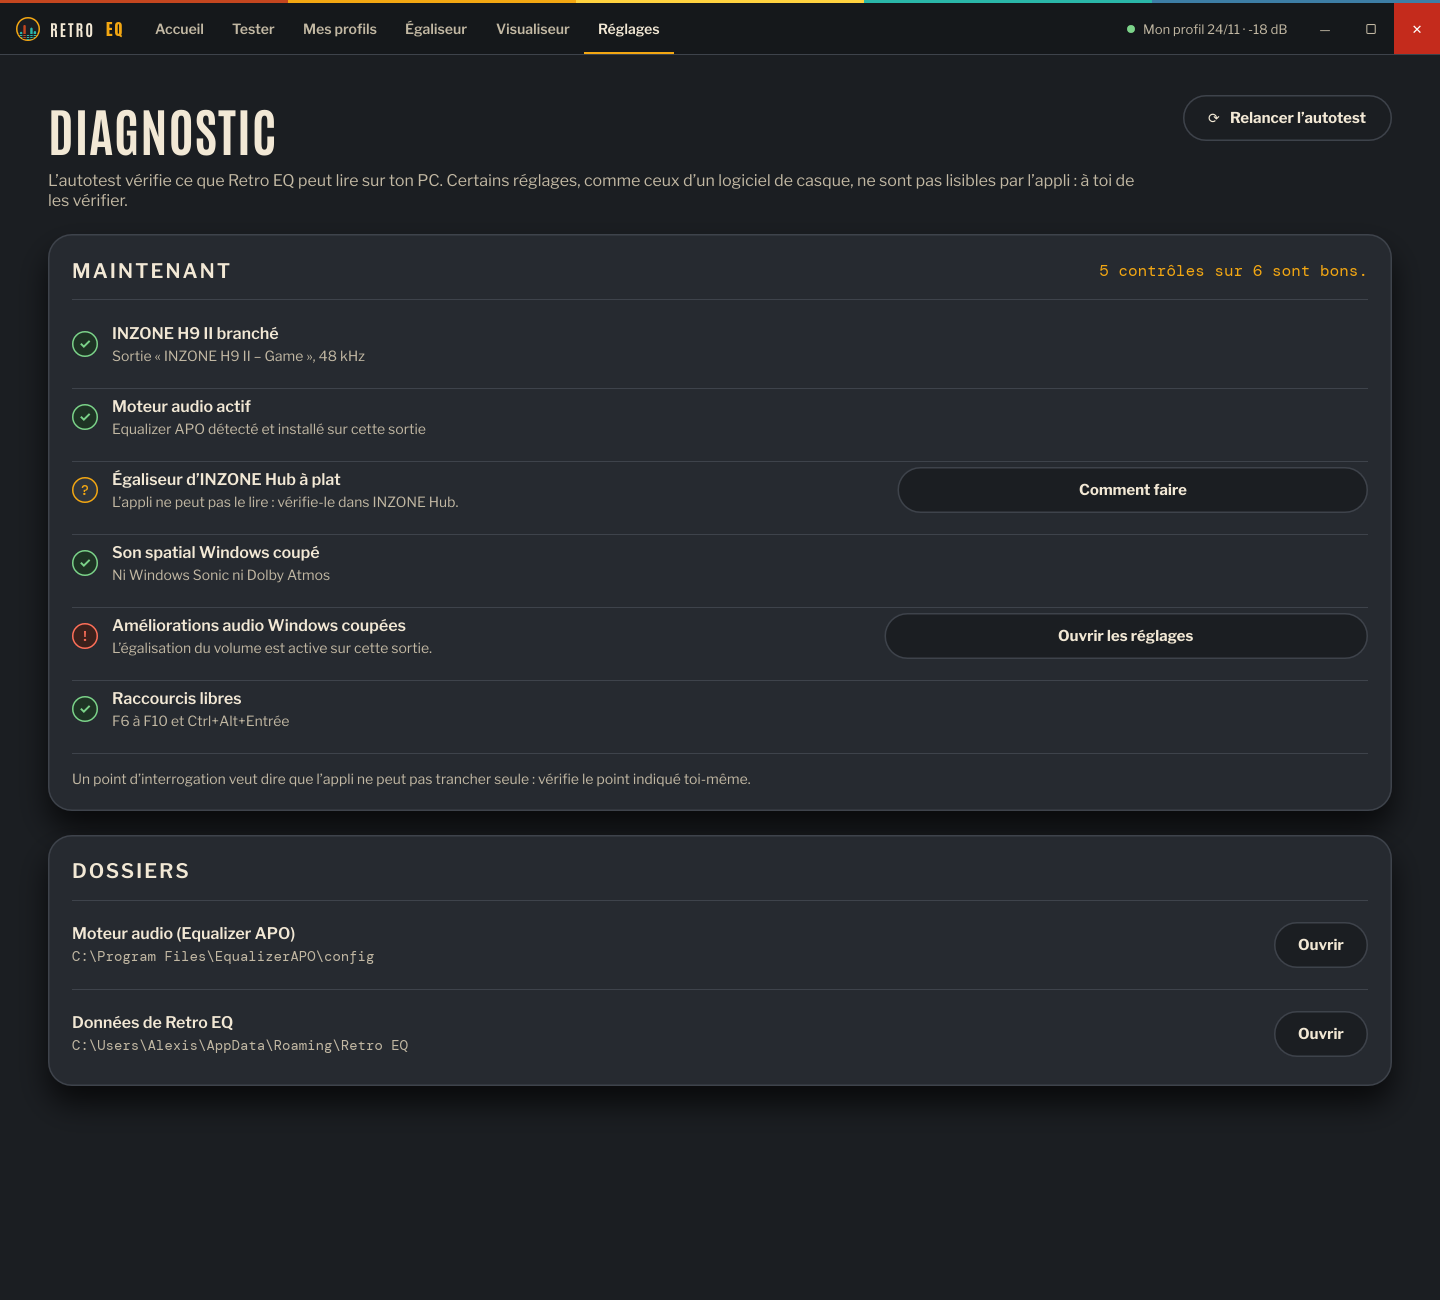 RETRO EQ Accueil Tester Mes profils Égaliseur Visualiseur Réglages Mon profil 24/11 · -18 dB
DIAGNOSTIC
Relancer l’autotest
L’autotest vérifie ce que Retro EQ peut lire sur ton PC. Certains réglages, comme ceux d’un logiciel de casque, ne sont pas lisibles par l’appli : à toi de
les vérifier.
MAINTENANT
5 contrôles sur 6 sont bons.
INZONE H9 II branché
Sortie « INZONE H9 II – Game », 48 kHz
Moteur audio actif
Equalizer APO détecté et installé sur cette sortie
?
Égaliseur d’INZONE Hub à plat
L’appli ne peut pas le lire : vérifie-le dans INZONE Hub.
Comment faire
Son spatial Windows coupé
Ni Windows Sonic ni Dolby Atmos
!
Améliorations audio Windows coupées
L’égalisation du volume est active sur cette sortie.
Ouvrir les réglages
Raccourcis libres
F6 à F10 et Ctrl+Alt+Entrée
Un point d’interrogation veut dire que l’appli ne peut pas trancher seule : vérifie le point indiqué toi-même.
DOSSIERS
Moteur audio (Equalizer APO)
C:\Program Files\EqualizerAPO\config
Ouvrir
Données de Retro EQ
C:\Users\Alexis\AppData\Roaming\Retro EQ
Ouvrir